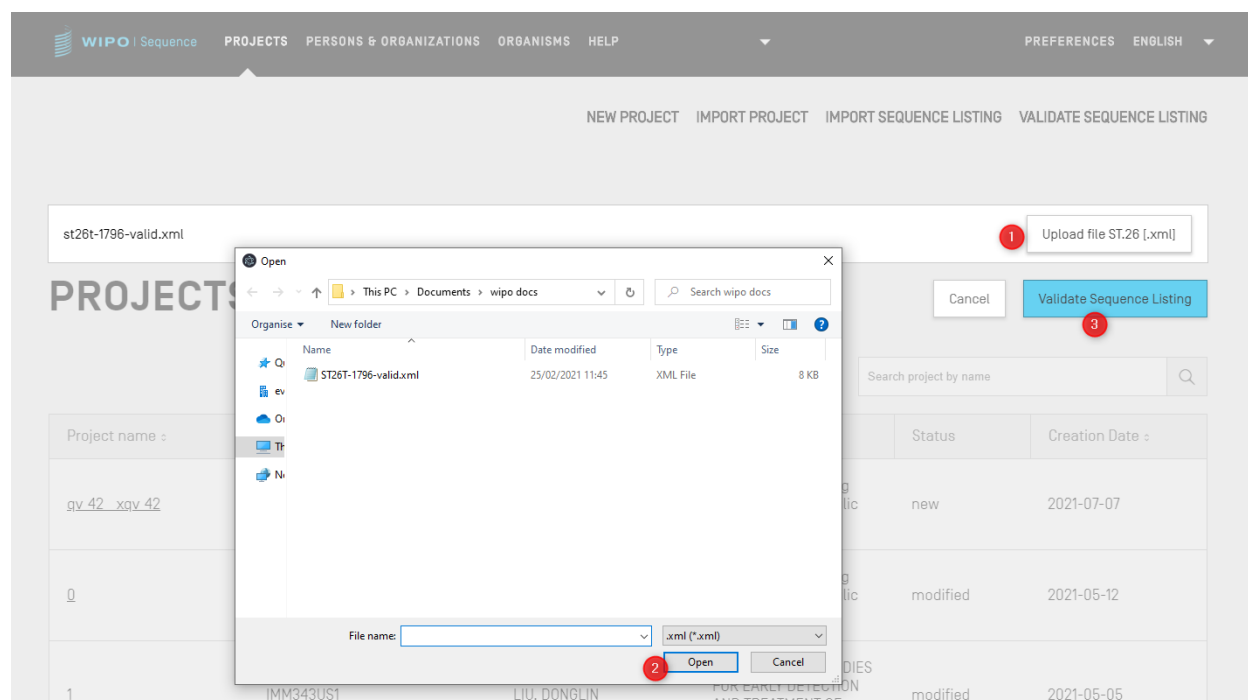 WIPO | Sequence PROJECTS PERSONS & ORGANIZATIONS ORGANISMS HELP PREFERENCES ENGLISH
NEW PROJECT IMPORT PROJECT IMPORT SEQUENCE LISTING VALIDATE SEQUENCE LISTING
st26t-1796-valid.xml 1 Upload file ST.26 [.xml]
PROJECTS Cancel Validate Sequence Listing
3
Open
This PC > Documents > wipo docs Search wipo docs
Organise New folder
Name Date modified Type Size
ST26T-1796-valid.xml 25/02/2021 11:45 XML File 8 KB
Search project by name
Project name Status Creation Date
qv_42__xqv_42 new 2021-07-07
0 modified 2021-05-12
File name: .xml (*.xml)
2 Open Cancel
1 IMM343US1 LIU, DONGLIN FOR EARLY DETECTION modified 2021-05-05